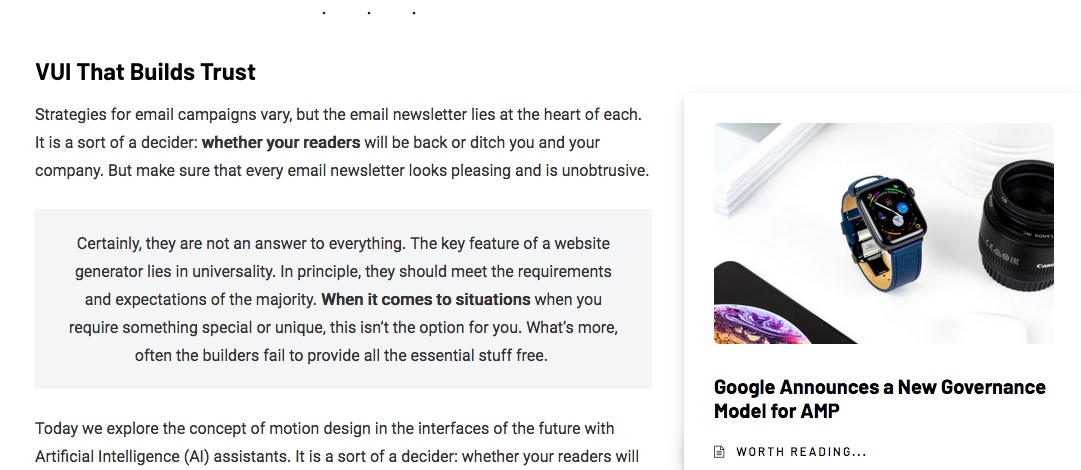 . . .
VUI That Builds Trust
Strategies for email campaigns vary, but the email newsletter lies at the heart of each.
It is a sort of a decider: whether your readers will be back or ditch you and your
company. But make sure that every email newsletter looks pleasing and is unobtrusive.
Certainly, they are not an answer to everything. The key feature of a website
generator lies in universality. In principle, they should meet the requirements
and expectations of the majority. When it comes to situations when you
require something special or unique, this isn’t the option for you. What’s more,
often the builders fail to provide all the essential stuff free.
Today we explore the concept of motion design in the interfaces of the future with
Artificial Intelligence (AI) assistants. It is a sort of a decider: whether your readers will
Google Announces a New Governance
Model for AMP
WORTH READING...